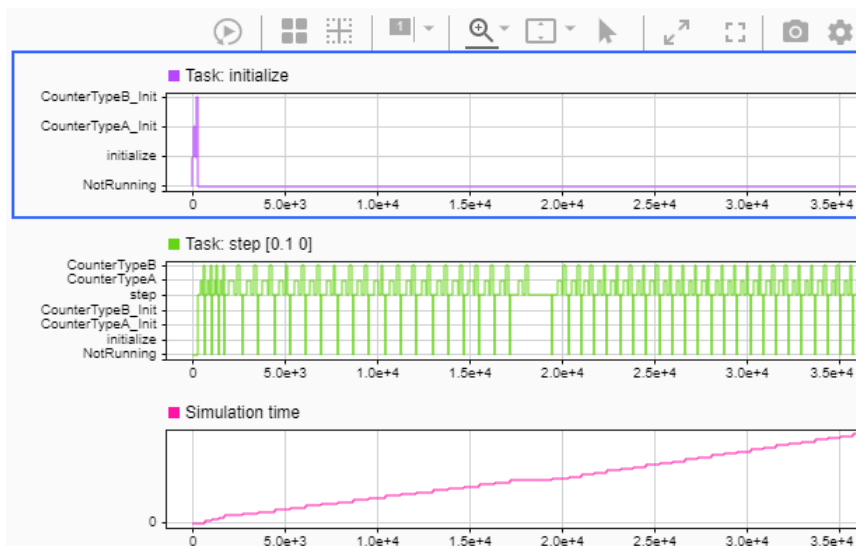 1
Task: initialize
CounterTypeB_Init
CounterTypeA_Init
initialize
NotRunning
0 5.0e+3 1.0e+4 1.5e+4 2.0e+4 2.5e+4 3.0e+4 3.5e+4
Task: step [0.1 0]
CounterTypeB
CounterTypeA
step
CounterTypeB_Init
CounterTypeA_Init
initialize
NotRunning
0 5.0e+3 1.0e+4 1.5e+4 2.0e+4 2.5e+4 3.0e+4 3.5e+4
Simulation time
0
0 5.0e+3 1.0e+4 1.5e+4 2.0e+4 2.5e+4 3.0e+4 3.5e+4